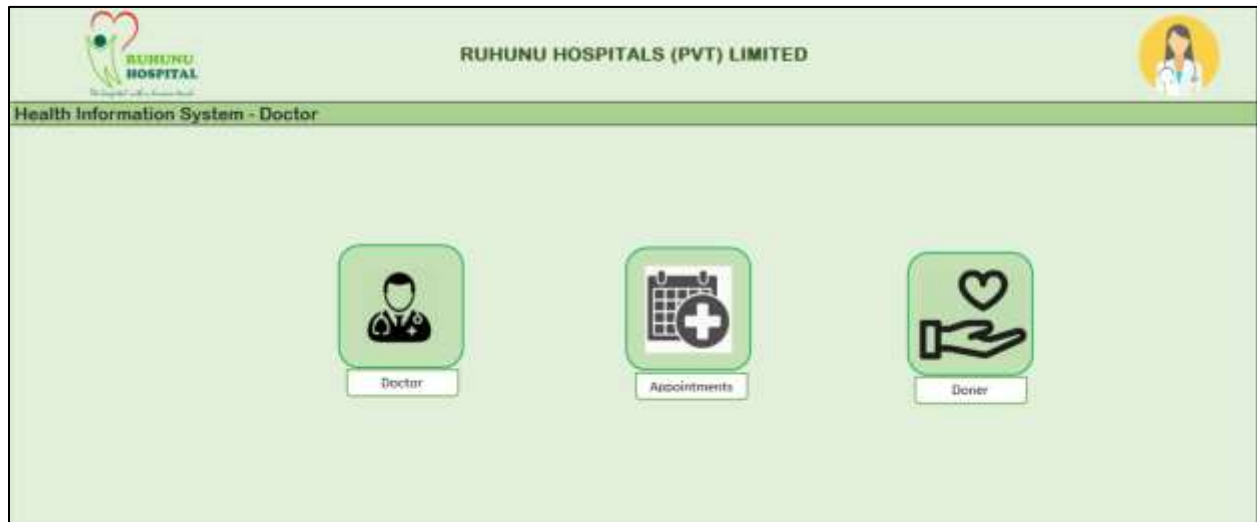 RUHUNU
HOSPITAL
RUHUNU HOSPITALS (PVT) LIMITED
Health Information System - Doctor
Doctor
Appointments
Doner